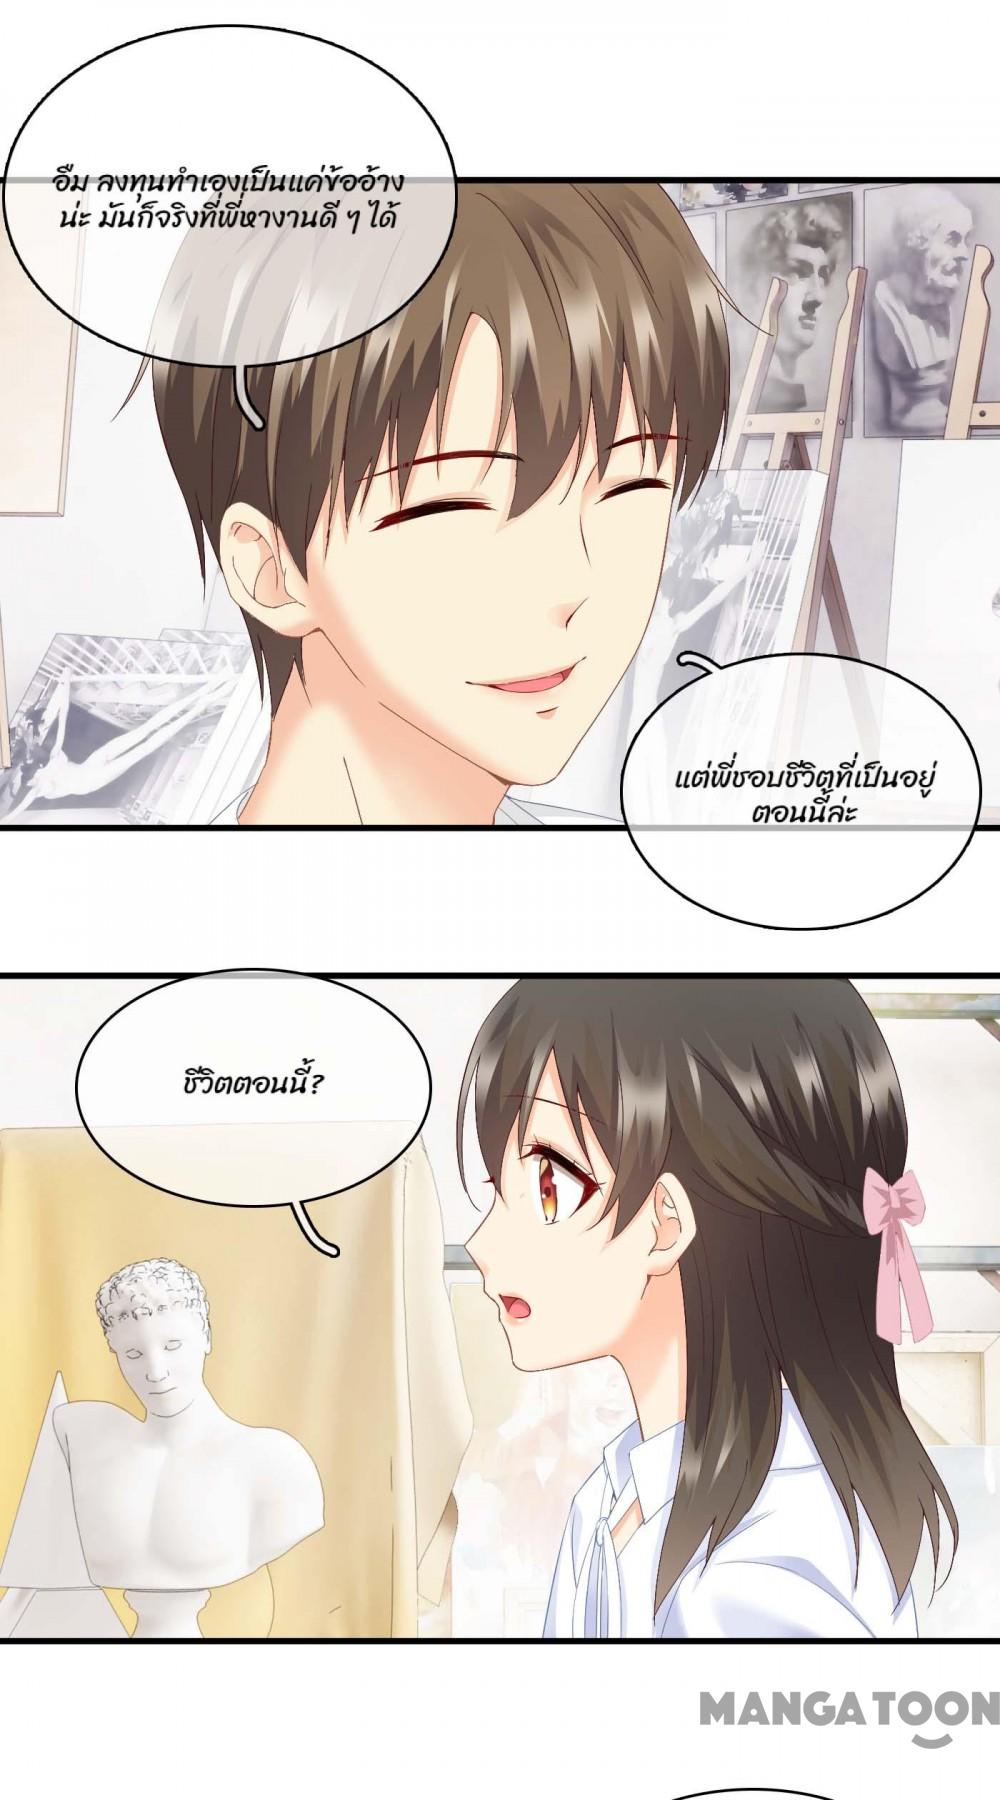 อืม ลงทุนทำเองเป็นแค่ข้ออ้าง
น่ะ มันก็จริงที่พี่หางานดี ๆ ได้
แต่พี่ชอบชีวิตที่เป็นอยู่
ตอนนี้ล่ะ
ชีวิตตอนนี้?
MANGATOON